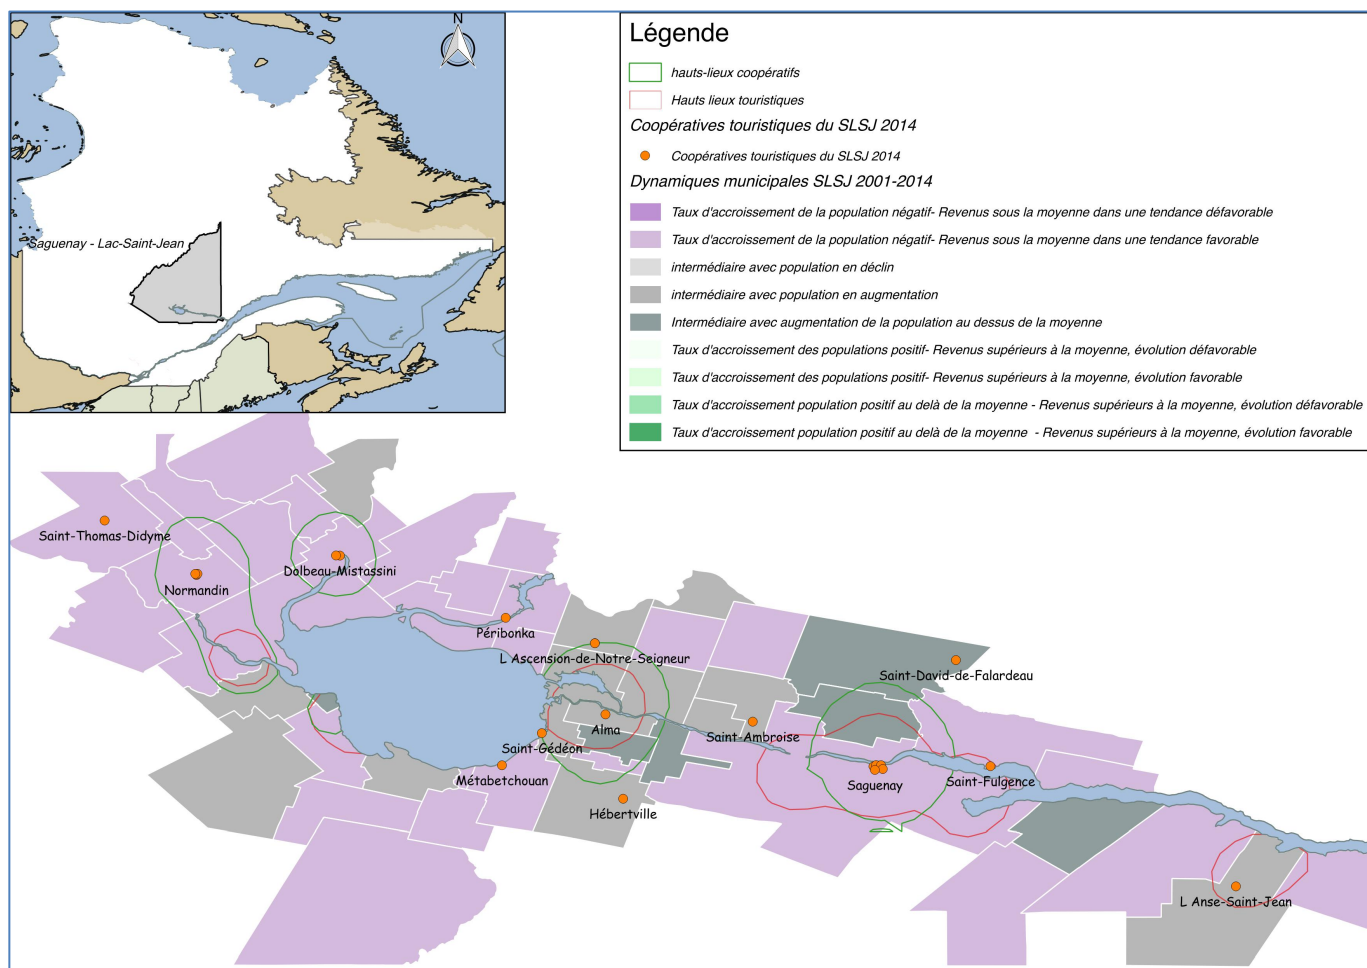 N
Saguenay - Lac-Saint-Jean
Légende
hauts-lieux coopératifs
Hauts lieux touristiques
Coopératives touristiques du SLSJ 2014
Coopératives touristiques du SLSJ 2014
Dynamiques municipales SLSJ 2001-2014
Taux d'accroissement de la population négatif- Revenus sous la moyenne dans une tendance défavorable
Taux d'accroissement de la population négatif- Revenus sous la moyenne dans une tendance favorable
intermédiaire avec population en déclin
intermédiaire avec population en augmentation
Intermédiaire avec augmentation de la population au dessus de la moyenne
Taux d'accroissement des populations positif- Revenus supérieurs à la moyenne, évolution défavorable
Taux d'accroissement des populations positif- Revenus supérieurs à la moyenne, évolution favorable
Taux d'accroissement population positif au delà de la moyenne - Revenus supérieurs à la moyenne, évolution défavorable
Taux d'accroissement population positif au delà de la moyenne - Revenus supérieurs à la moyenne, évolution favorable
Saint-Thomas-Didyme
Dolbeau-Mistassini
Normandin
Péribonka
L Ascension-de-Notre-Seigneur
Saint-David-de-Falardeau
Alma
Saint-Ambroise
Saint-Gédéon
Métabetchouan
Saguenay
Saint-Fulgence
Hébertville
L Anse-Saint-Jean